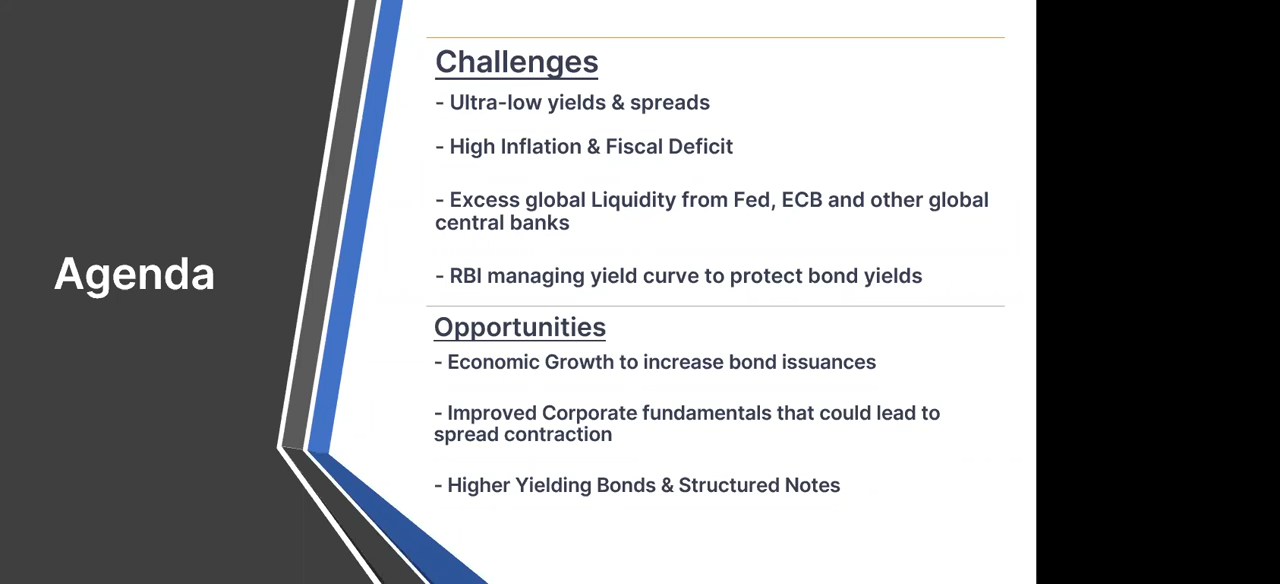 Agenda
Challenges
- Ultra-low yields & spreads
- High Inflation & Fiscal Deficit
- Excess global Liquidity from Fed, ECB and other global
central banks
- RBI managing yield curve to protect bond yields
Opportunities
- Economic Growth to increase bond issuances
- Improved Corporate fundamentals that could lead to
spread contraction
- Higher Yielding Bonds & Structured Notes